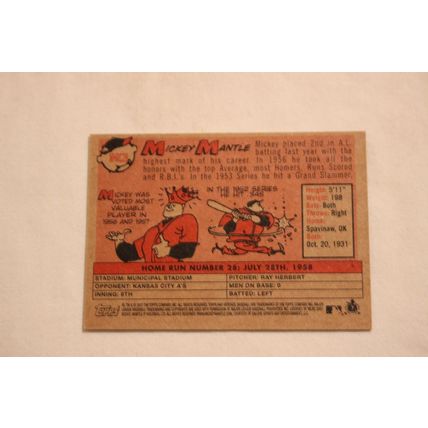 MICKEY MANTLE
Mickey placed 2nd in A.L.
batting last year with the
highest mark of his career. In 1956 he took all the
honors with the top Average, most Homers, Runs Scored
and R.B.I.'s In the 1953 Series he hit a Grand Slammer.
MICKEY WAS
VOTED MOST
VALUABLE
PLAYER IN
1956 AND 1957
IN THE 1952 SERIES
HE HIT .345
Height: 5'11"
Weight: 198
Bats: Both
Throws: Right
Home:
Spavinaw, OK
Born:
Oct. 20, 1931
HOME RUN NUMBER 28: JULY 28TH, 1958
STADIUM: MUNICIPAL STADIUM
PITCHER: RAY HERBERT
OPPONENT: KANSAS CITY A'S
MEN ON BASE: 0
INNING: 8TH
BATTED: LEFT
Topps